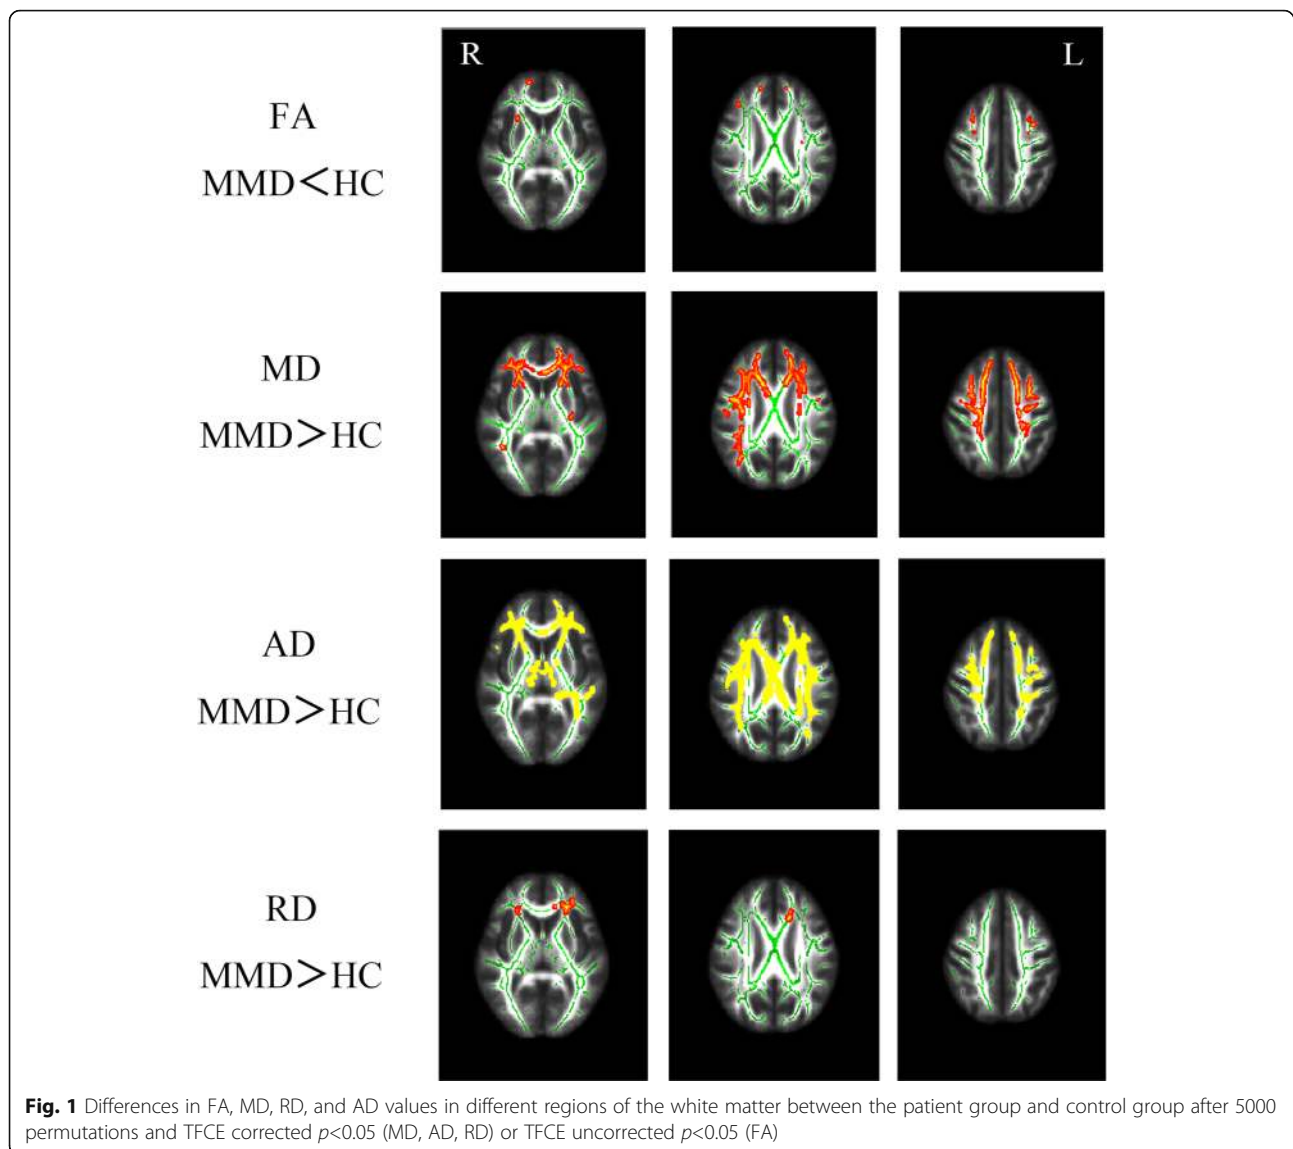 R
L
FA
MMD<HC
MD
MMD>HC
AD
MMD>HC
RD
MMD>HC
Fig. 1 Differences in FA, MD, RD, and AD values in different regions of the white matter between the patient group and control group after 5000
permutations and TFCE corrected p<0.05 (MD, AD, RD) or TFCE uncorrected p<0.05 (FA)